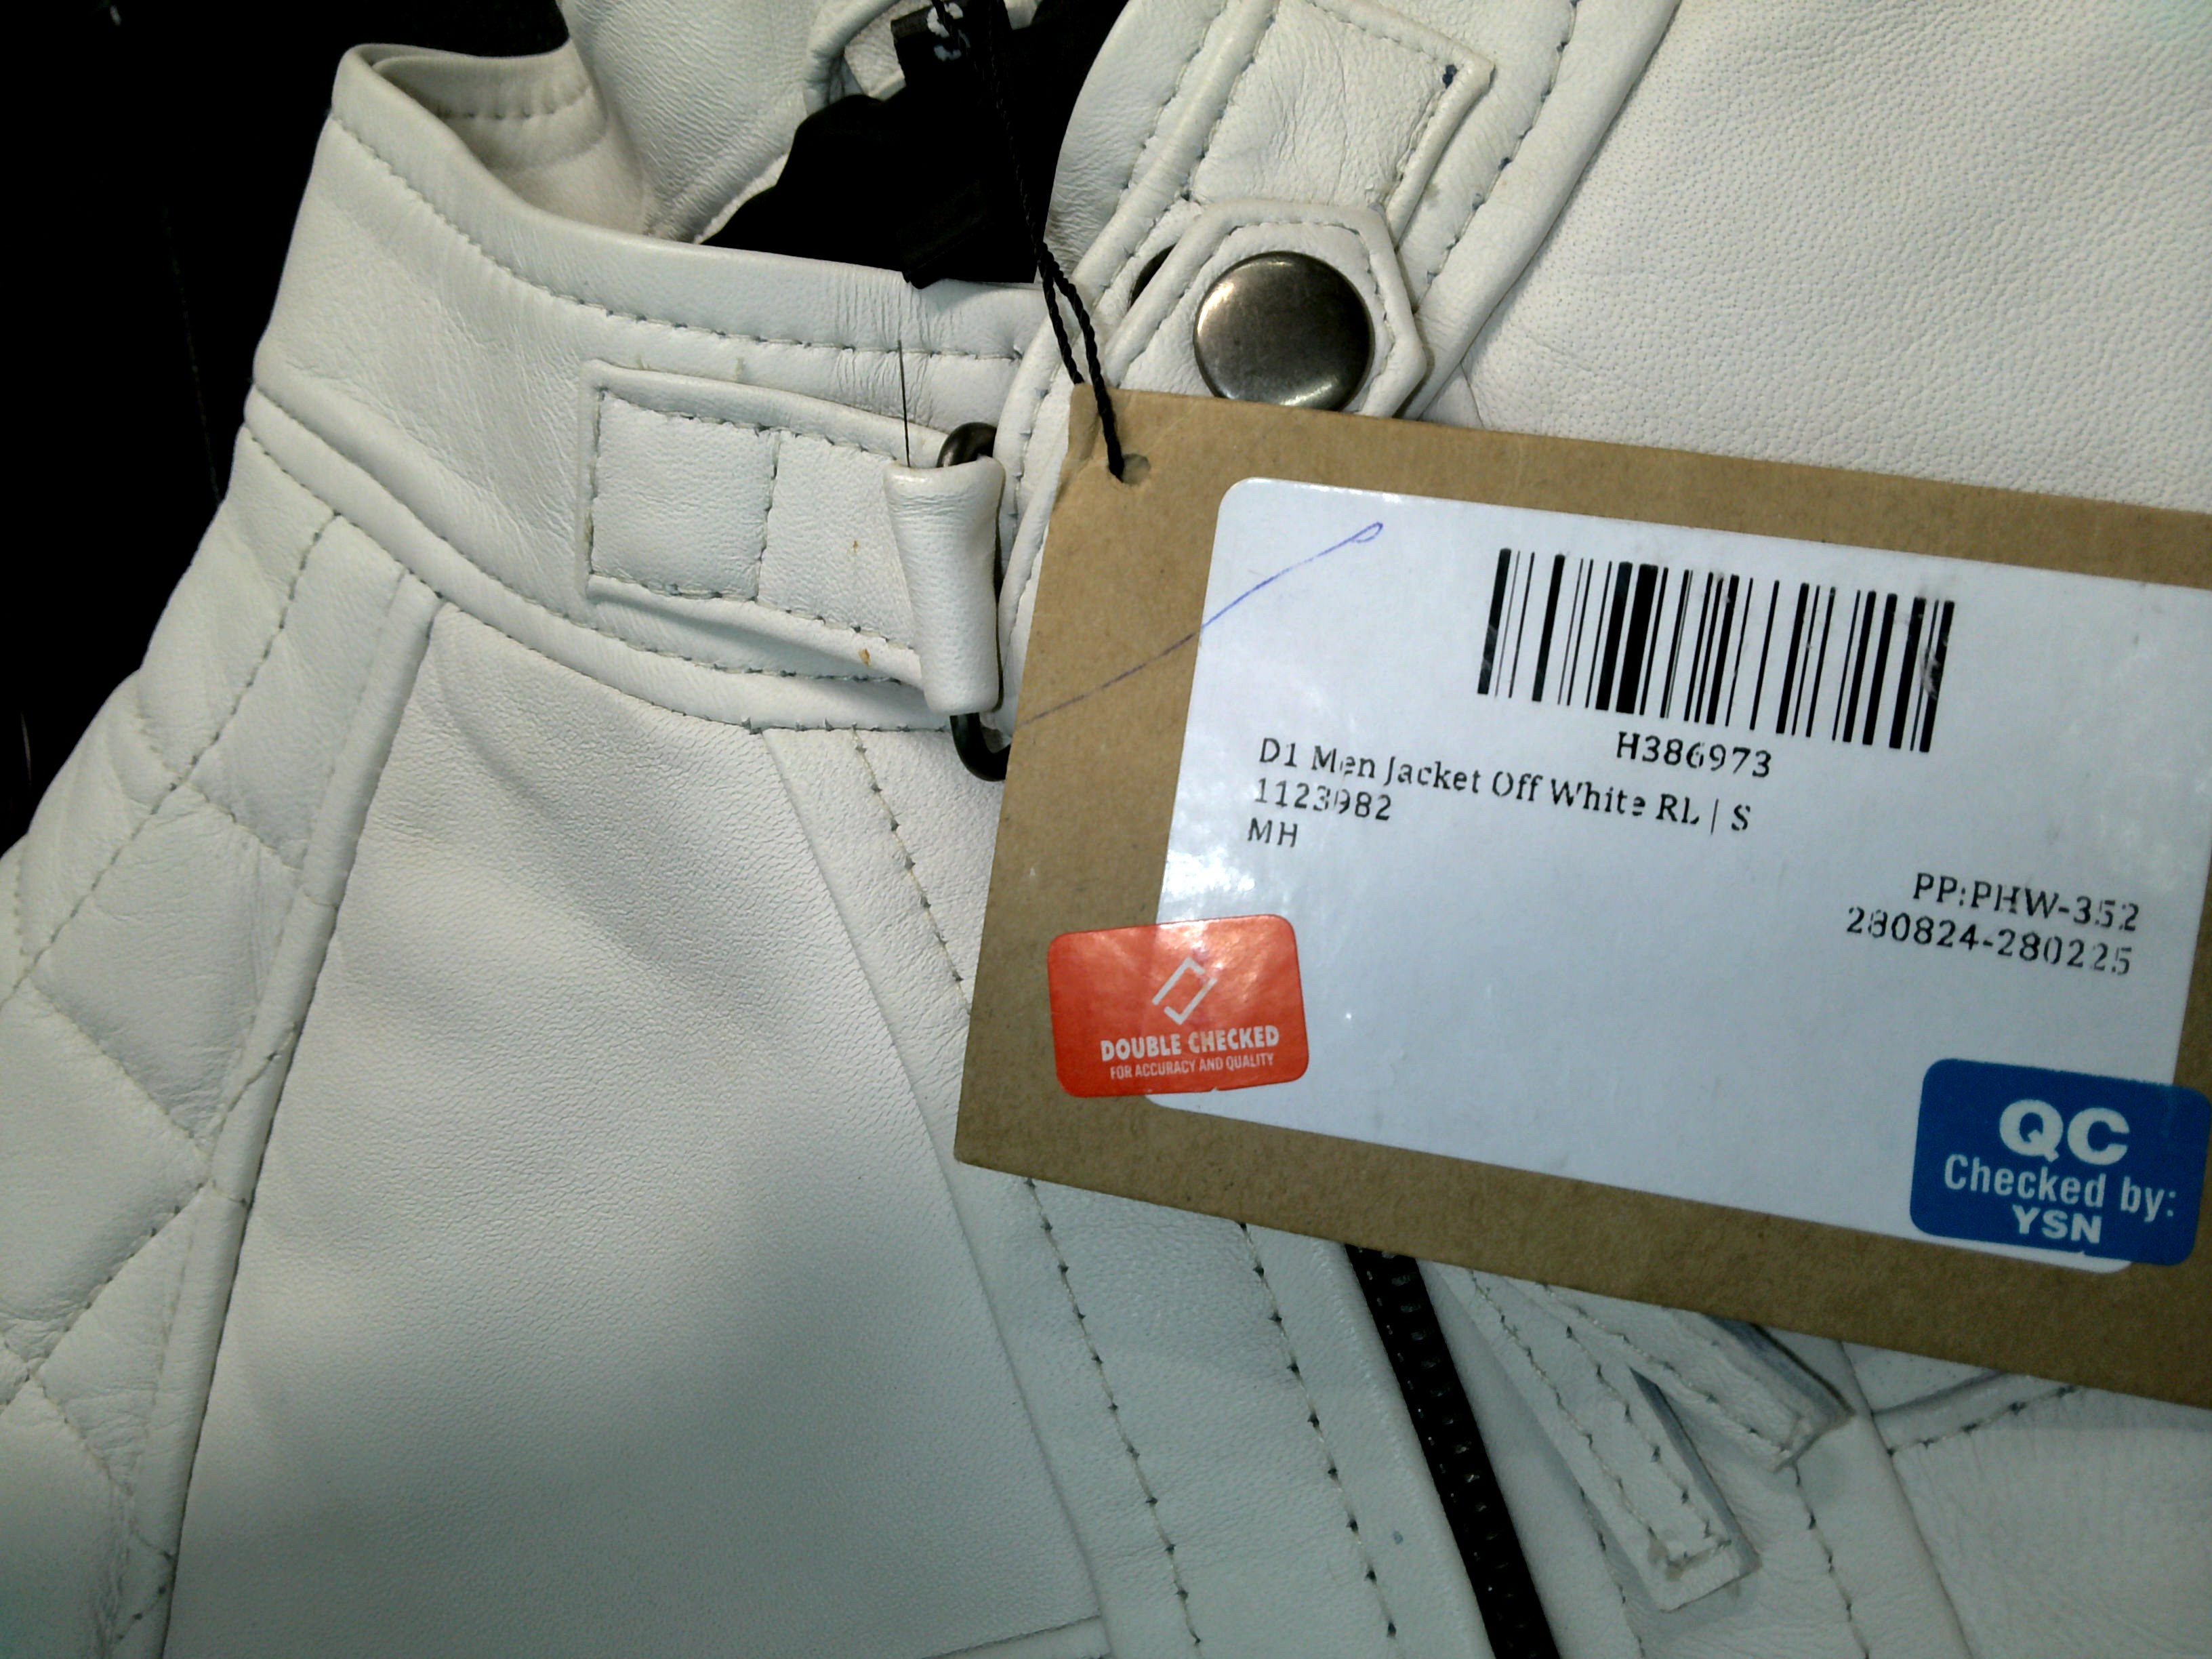 H386973
D1 Men Jacket Off White RL | S
1123982
MH
PP:PHW-352
280824-280225
DOUBLE CHECKED
FOR ACCURACY AND QUALITY
QC
Checked by:
YSN